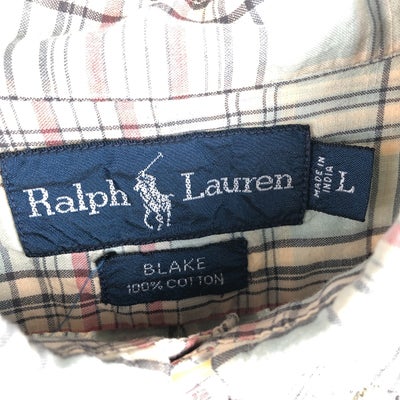 Ralph Lauren
MADE IN
INDIA
L
BLAKE
100% COTTON